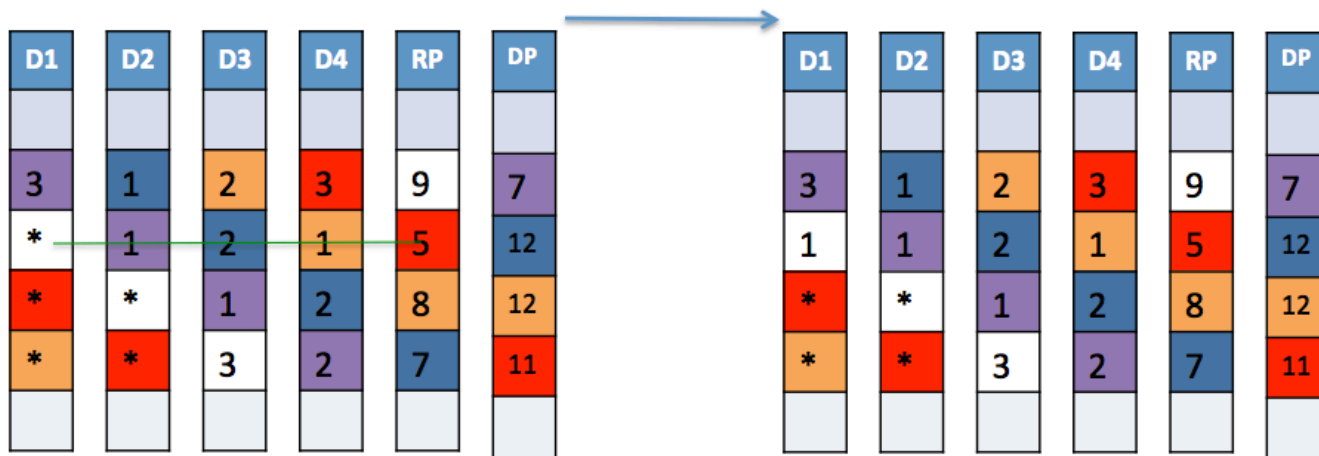 D1 D2 D3 D4 RP DP D1 D2 D3 D4 RP DP
3 1 2 3 9 7 3 1 2 3 9 7
* 1 2 1 5 12 1 1 2 1 5 12
* * 1 2 8 12 * * 1 2 8 12
* * 3 2 7 11 * * 3 2 7 11